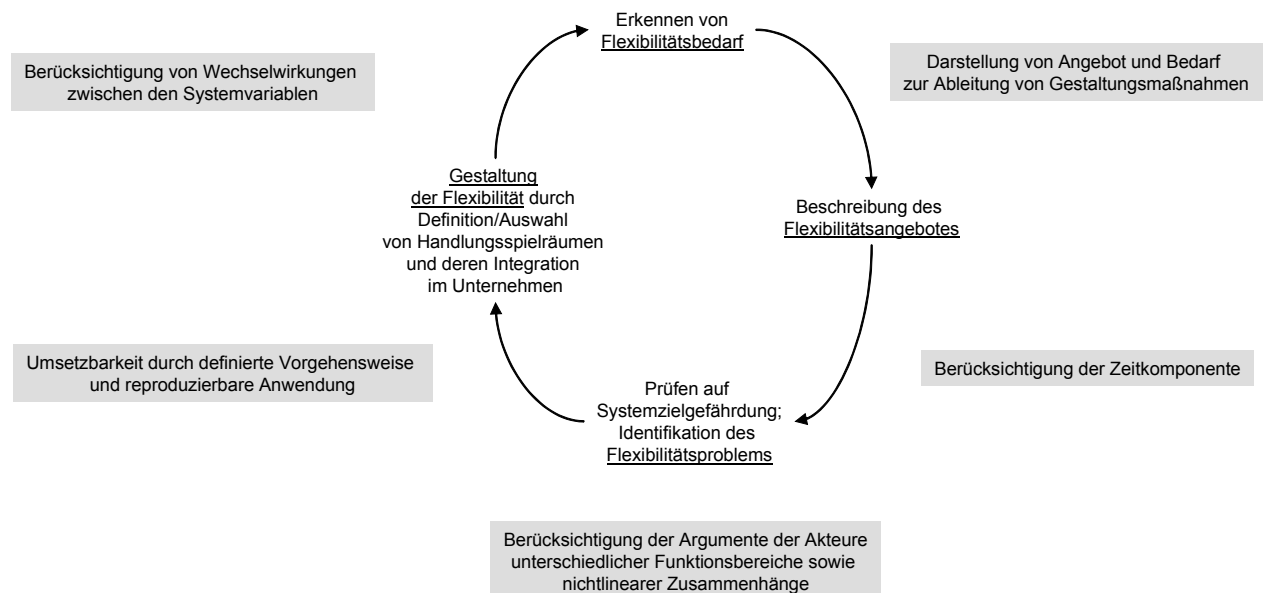 Erkennen von
Flexibilitätsbedarf
Berücksichtigung von Wechselwirkungen
zwischen den Systemvariablen
Darstellung von Angebot und Bedarf
zur Ableitung von Gestaltungsmaßnahmen
Gestaltung
der Flexibilität durch
Definition/Auswahl
von Handlungsspielräumen
und deren Integration
im Unternehmen
Beschreibung des
Flexibilitätsangebotes
Umsetzbarkeit durch definierte Vorgehensweise
und reproduzierbare Anwendung
Berücksichtigung der Zeitkomponente
Prüfen auf
Systemzielgefährdung;
Identifikation des
Flexibilitätsproblems
Berücksichtigung der Argumente der Akteure
unterschiedlicher Funktionsbereiche sowie
nichtlinearer Zusammenhänge